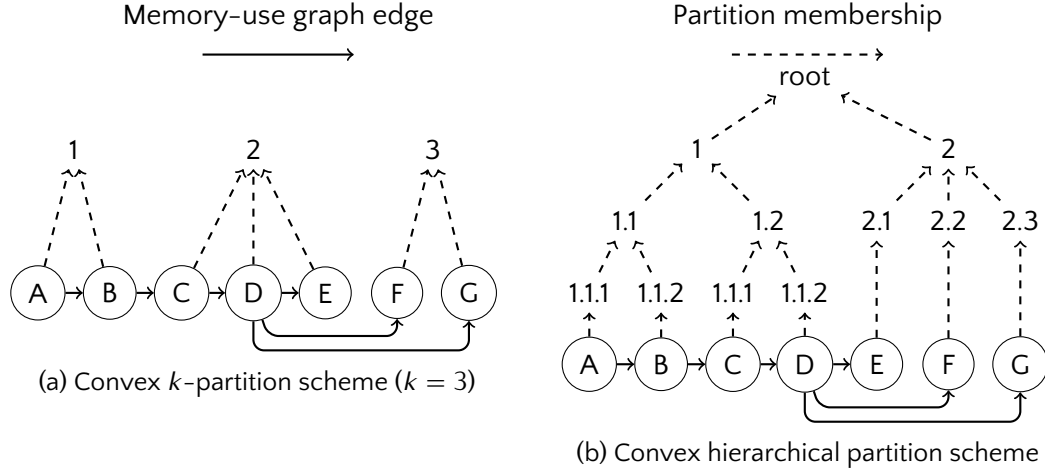 Memory-use graph edge
Partition membership
root
1 2 3
1 2
1.1 1.2 2.1 2.2 2.3
A B C D E F G
1.1.1 1.1.2 1.1.1 1.1.2
A B C D E F G
(a) Convex k-partition scheme (k = 3)
(b) Convex hierarchical partition scheme